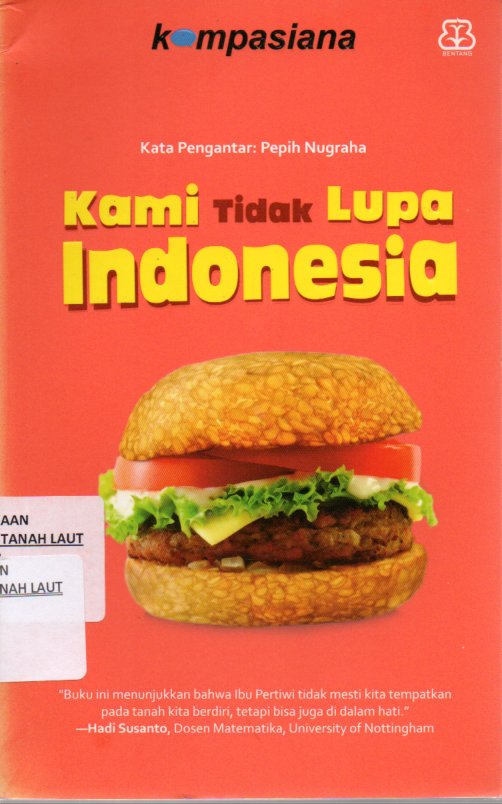 kompasiana
BENTANG
Kata Pengantar: Pepih Nugraha
Kami Tidak Lupa
Indonesia
AAN
TANAH LAUT
N
NAH LAUT
"Buku ini menunjukkan bahwa Ibu Pertiwi tidak mesti kita tempatkan
pada tanah kita berdiri, tetapi bisa juga di dalam hati."
—Hadi Susanto, Dosen Matematika, University of Nottingham